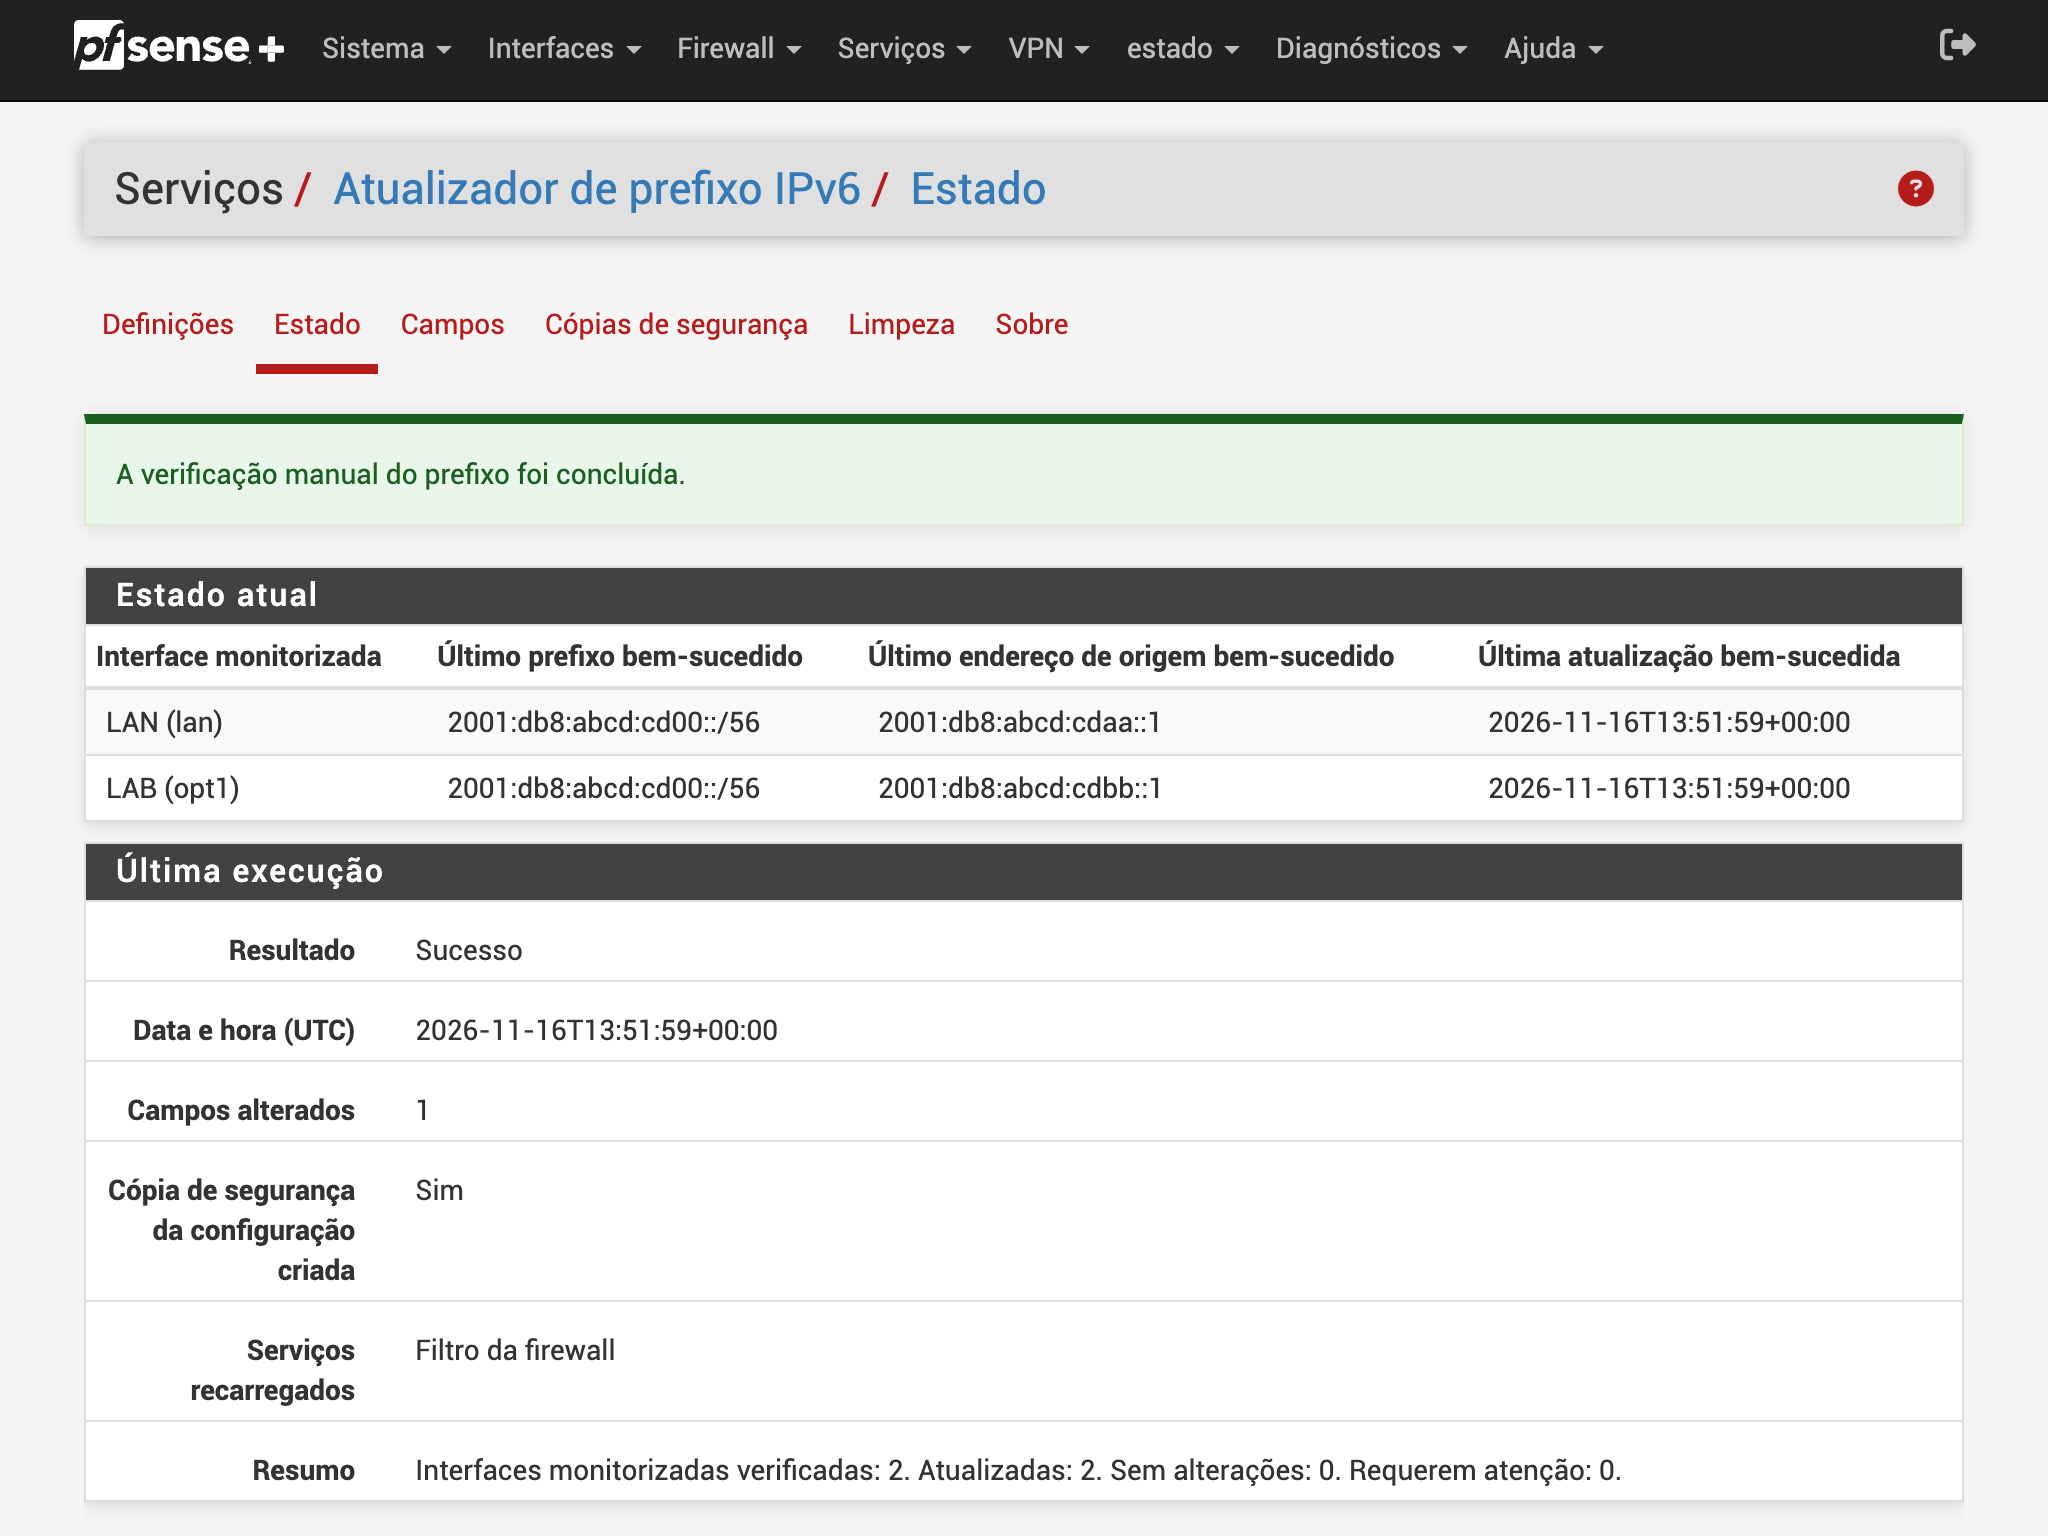 pfsense+ Sistema Interfaces Firewall Serviços VPN estado Diagnósticos Ajuda
Serviços / Atualizador de prefixo IPv6 / Estado ?
Definições Estado Campos Cópias de segurança Limpeza Sobre
A verificação manual do prefixo foi concluída.
Estado atual
Interface monitorizada Último prefixo bem-sucedido Último endereço de origem bem-sucedido Última atualização bem-sucedida
LAN (lan) 2001:db8:abcd:cd00::/56 2001:db8:abcd:cdaa::1 2026-11-16T13:51:59+00:00
LAB (opt1) 2001:db8:abcd:cd00::/56 2001:db8:abcd:cdbb::1 2026-11-16T13:51:59+00:00
Última execução
Resultado Sucesso
Data e hora (UTC) 2026-11-16T13:51:59+00:00
Campos alterados 1
Cópia de segurança Sim
da configuração
criada
Serviços Filtro da firewall
recarregados
Resumo Interfaces monitorizadas verificadas: 2. Atualizadas: 2. Sem alterações: 0. Requerem atenção: 0.